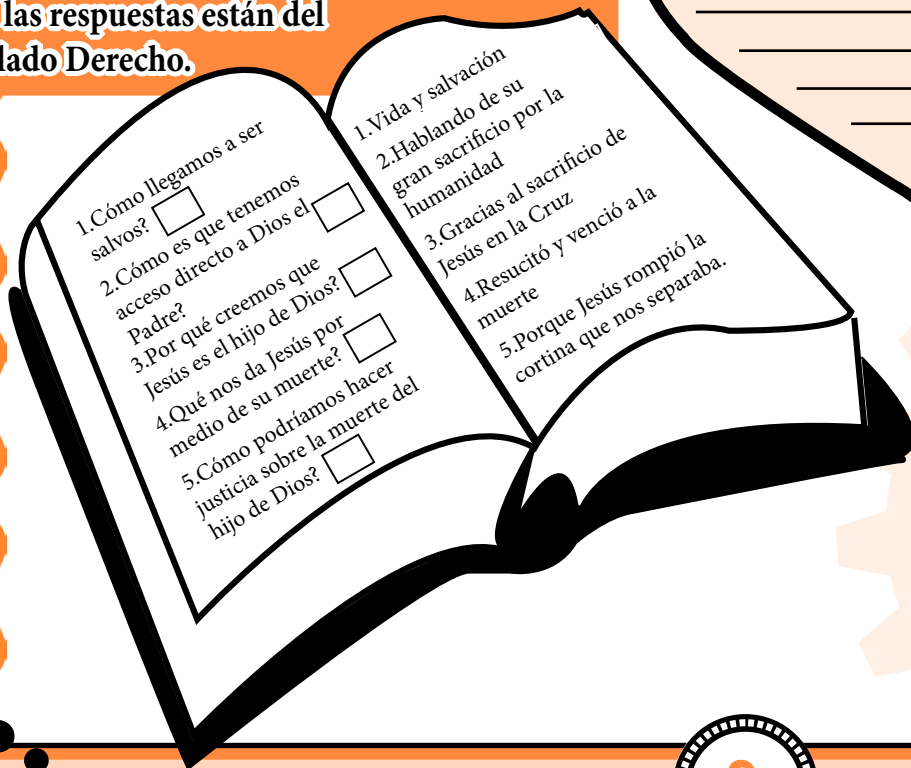 las respuestas están del
lado Derecho.
1.Cómo llegamos a ser
salvos?
2.Cómo es que tenemos
acceso directo a Dios el
Padre?
3.Por qué creemos que
Jesús es el hijo de Dios?
4.Qué nos da Jesús por
medio de su muerte?
5.Cómo podríamos hacer
justicia sobre la muerte del
hijo de Dios?
1.Vida y salvación
2.Hablando de su
gran sacrificio por la
humanidad
3.Gracias al sacrificio de
Jesús en la Cruz
4.Resucitó y venció a la
muerte
5.Porque Jesús rompió la
cortina que nos separaba.